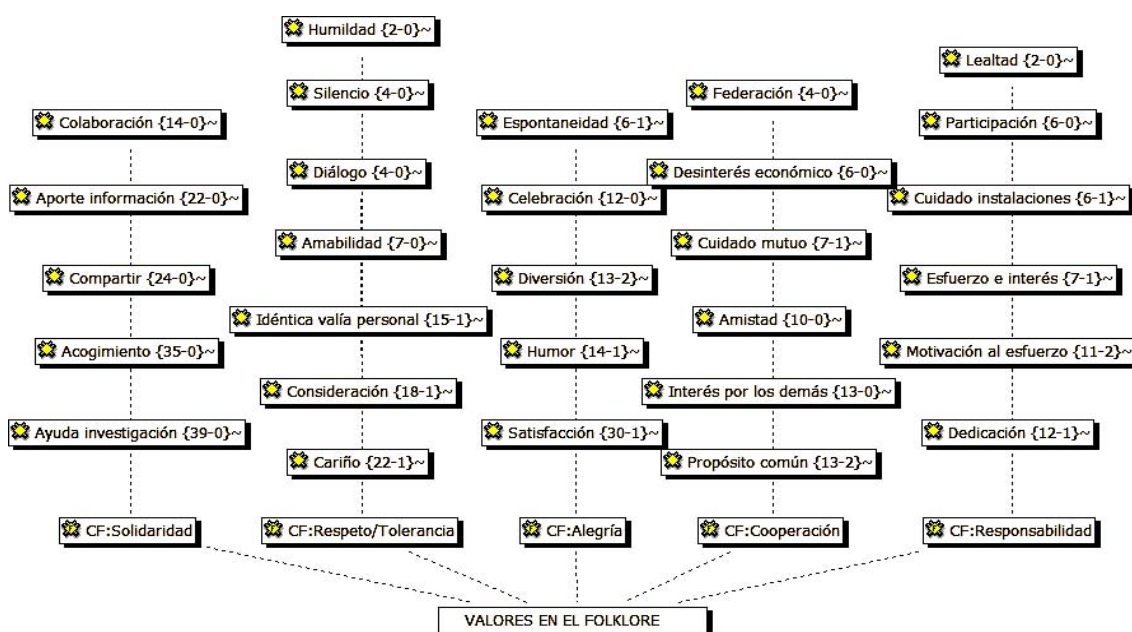 Humildad {2-0}~
Silencio {4-0}~
Diálogo {4-0}~
Amabilidad {7-0}~
Idéntica valía personal {15-1}~
Consideración {18-1}~
Cariño {22-1}~
CF:Respeto/Tolerancia
Colaboración {14-0}~
Aporte información {22-0}~
Compartir {24-0}~
Acogimiento {35-0}~
Ayuda investigación {39-0}~
CF:Solidaridad
Espontaneidad {6-1}~
Celebración {12-0}~
Diversión {13-2}~
Humor {14-1}~
Satisfacción {30-1}~
CF:Alegría
Federación {4-0}~
Desinterés económico {6-0}~
Cuidado mutuo {7-1}~
Amistad {10-0}~
Interés por los demás {13-0}~
Propósito común {13-2}~
CF:Cooperación
Lealtad {2-0}~
Participación {6-0}~
Cuidado instalaciones {6-1}~
Esfuerzo e interés {7-1}~
Motivación al esfuerzo {11-2}~
Dedicación {12-1}~
CF:Responsabilidad
VALORES EN EL FOLKLORE